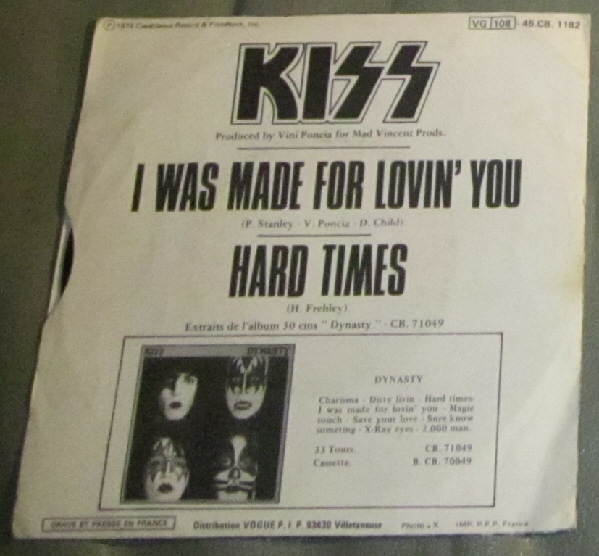 Ⓟ 1979 Casablanca Record & FilmWorks, Inc.
VG 108 - 45.CB. 1182
KISS
Produced by Vini Poncia for Mad Vincent Prods.
I WAS MADE FOR LOVIN' YOU
(P. Stanley - V. Poncia - D. Child)
HARD TIMES
(H. Frehley)
Extraits de l'album 30 cms " Dynasty " - CB. 71049
KISS DYNASTY
DYNASTY
Charisma - Dirty livin - Hard times
I was made for lovin' you - Magic
touch - Save your love - Sure know
someting - X-Ray eyes - 2.000 man.
33 Tours. CB. 71049
Cassette. B. CB. 70049
GRAVÉ ET PRESSÉ EN FRANCE
Distribution VOGUE P. I. P. 93430 Villetaneuse
Photo . X
IMP. P.P.P. France